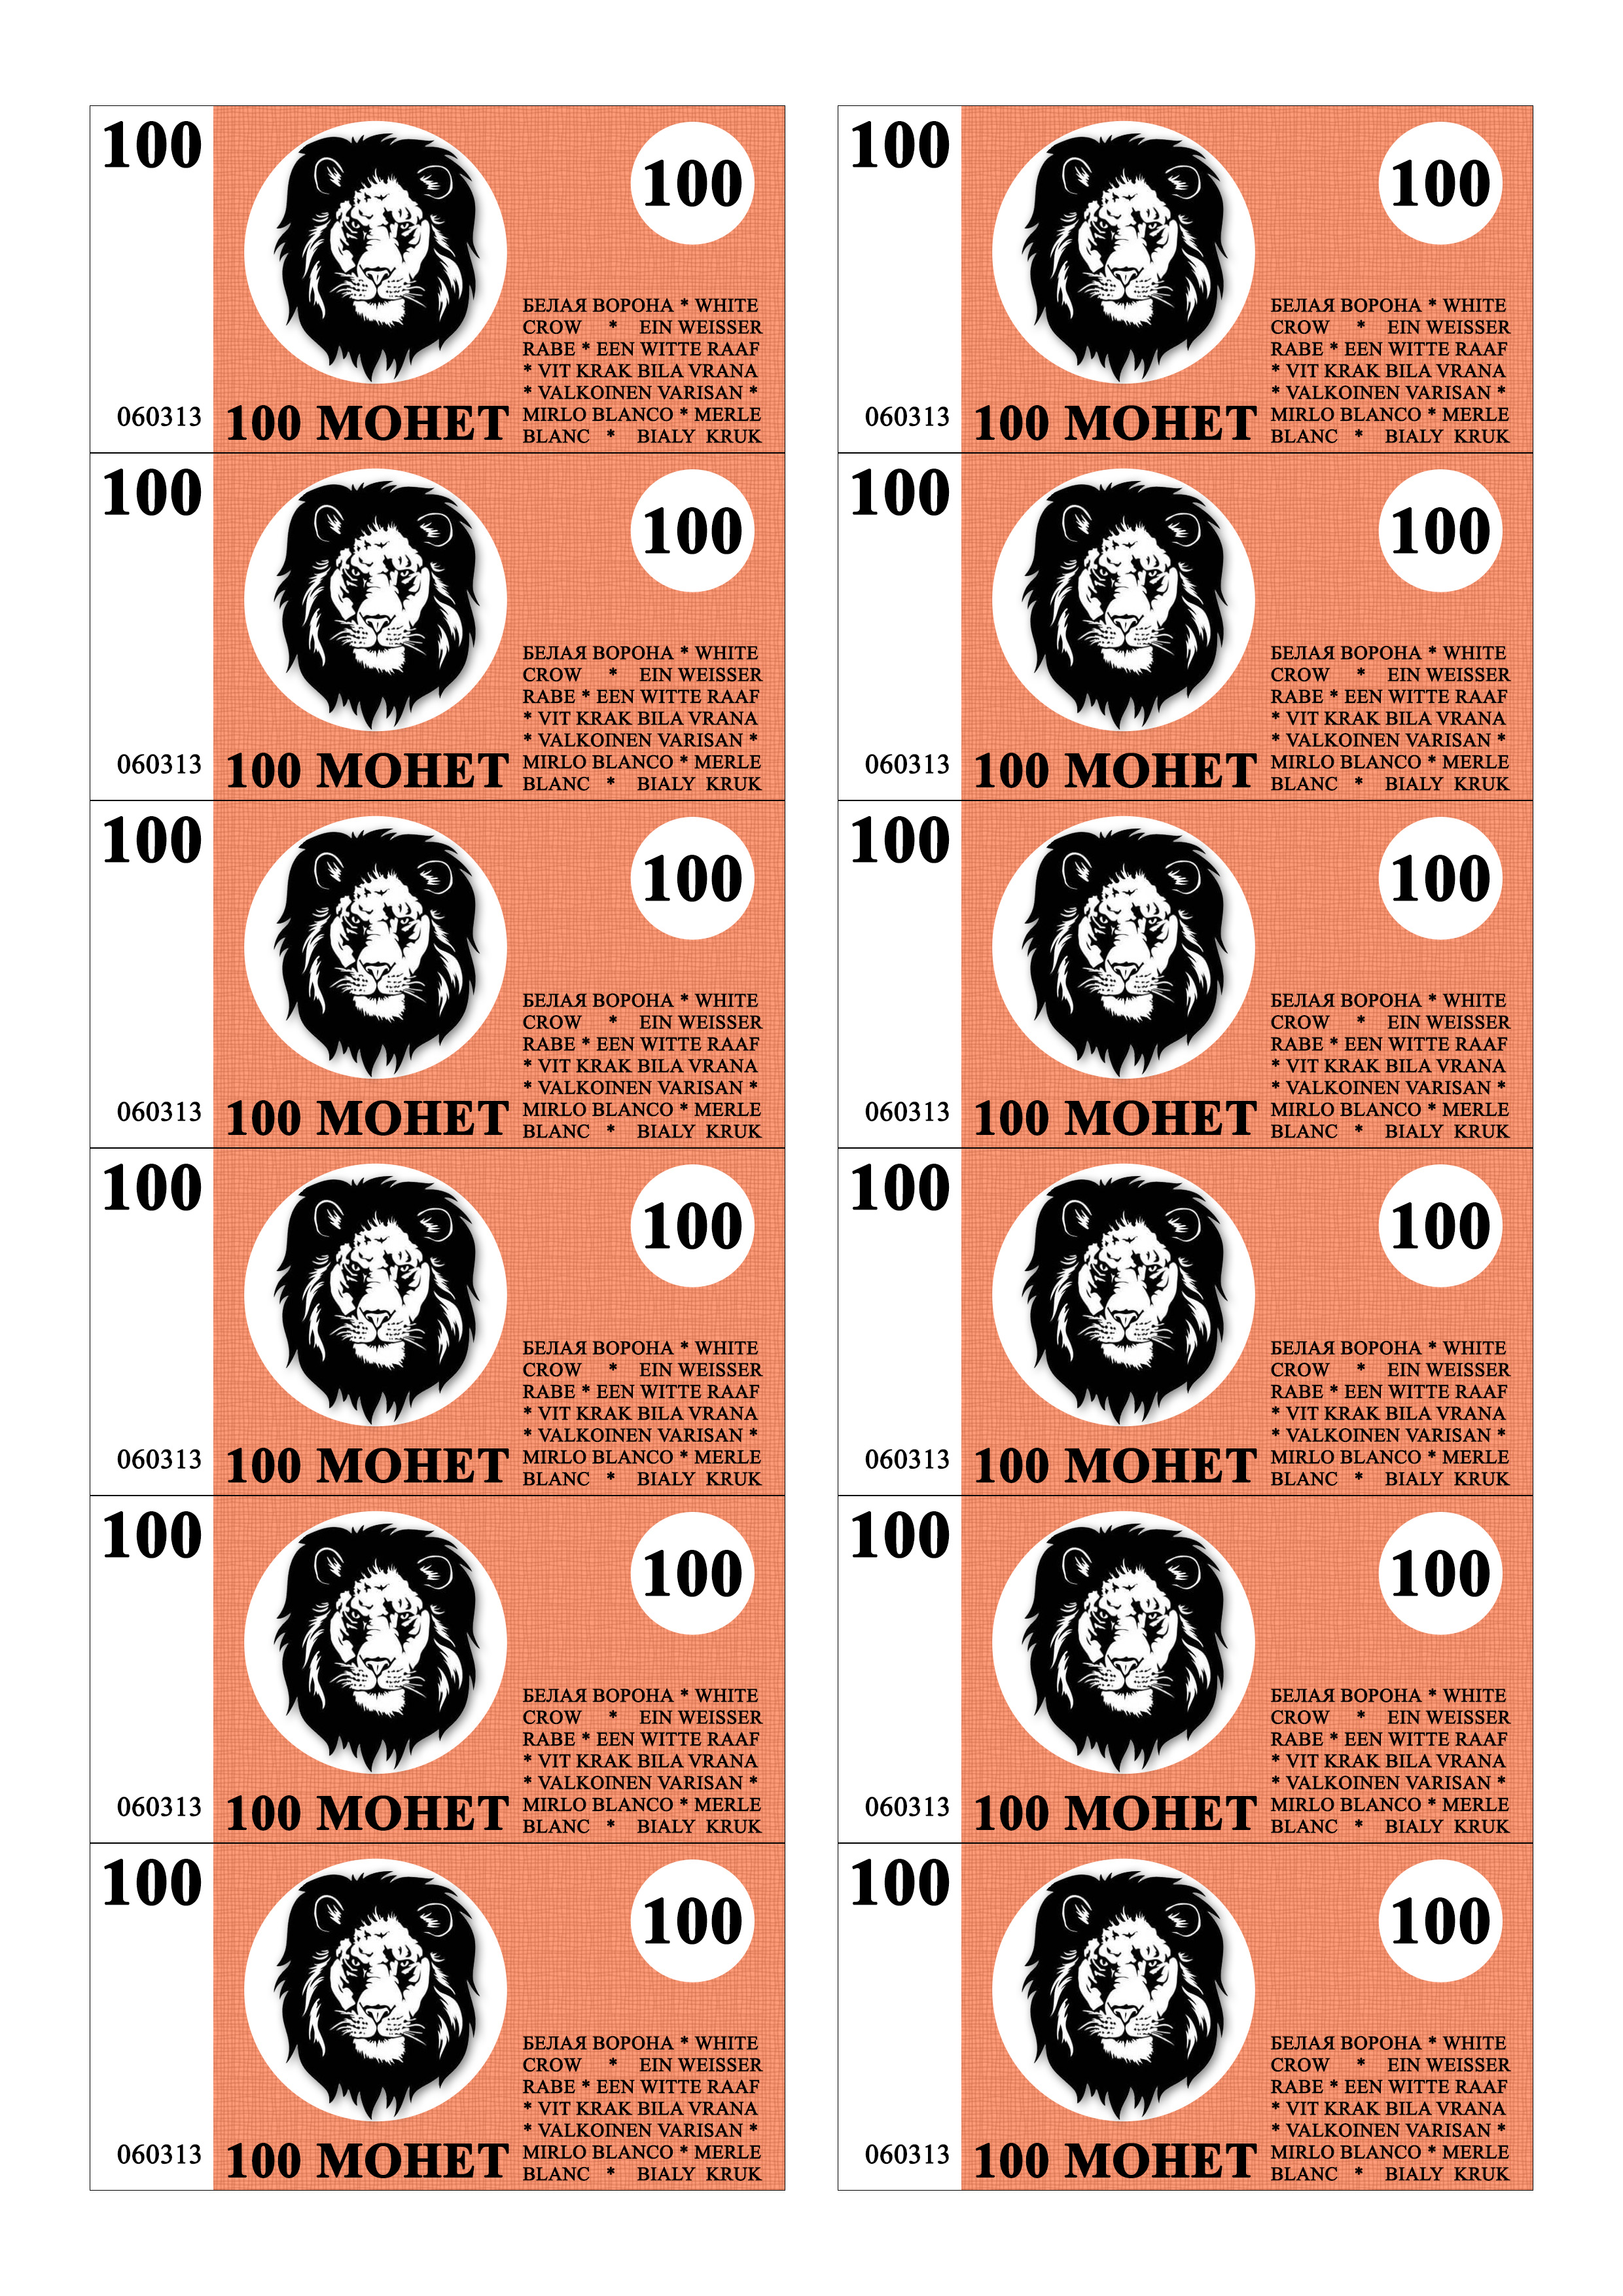 100
100
БЕЛАЯ ВОРОНА * WHITE
CROW * EIN WEISSER
RABE * EEN WITTE RAAF
* VIT KRAK BILA VRANA
* VALKOINEN VARISAN *
MIRLO BLANCO * MERLE
BLANC * BIALY KRUK
060313
100 МОНЕТ
100
100
БЕЛАЯ ВОРОНА * WHITE
CROW * EIN WEISSER
RABE * EEN WITTE RAAF
* VIT KRAK BILA VRANA
* VALKOINEN VARISAN *
MIRLO BLANCO * MERLE
BLANC * BIALY KRUK
060313
100 МОНЕТ
100
100
БЕЛАЯ ВОРОНА * WHITE
CROW * EIN WEISSER
RABE * EEN WITTE RAAF
* VIT KRAK BILA VRANA
* VALKOINEN VARISAN *
MIRLO BLANCO * MERLE
BLANC * BIALY KRUK
060313
100 МОНЕТ
100
100
БЕЛАЯ ВОРОНА * WHITE
CROW * EIN WEISSER
RABE * EEN WITTE RAAF
* VIT KRAK BILA VRANA
* VALKOINEN VARISAN *
MIRLO BLANCO * MERLE
BLANC * BIALY KRUK
060313
100 МОНЕТ
100
100
БЕЛАЯ ВОРОНА * WHITE
CROW * EIN WEISSER
RABE * EEN WITTE RAAF
* VIT KRAK BILA VRANA
* VALKOINEN VARISAN *
MIRLO BLANCO * MERLE
BLANC * BIALY KRUK
060313
100 МОНЕТ
100
100
БЕЛАЯ ВОРОНА * WHITE
CROW * EIN WEISSER
RABE * EEN WITTE RAAF
* VIT KRAK BILA VRANA
* VALKOINEN VARISAN *
MIRLO BLANCO * MERLE
BLANC * BIALY KRUK
060313
100 МОНЕТ
100
100
БЕЛАЯ ВОРОНА * WHITE
CROW * EIN WEISSER
RABE * EEN WITTE RAAF
* VIT KRAK BILA VRANA
* VALKOINEN VARISAN *
MIRLO BLANCO * MERLE
BLANC * BIALY KRUK
060313
100 МОНЕТ
100
100
БЕЛАЯ ВОРОНА * WHITE
CROW * EIN WEISSER
RABE * EEN WITTE RAAF
* VIT KRAK BILA VRANA
* VALKOINEN VARISAN *
MIRLO BLANCO * MERLE
BLANC * BIALY KRUK
060313
100 МОНЕТ
100
100
БЕЛАЯ ВОРОНА * WHITE
CROW * EIN WEISSER
RABE * EEN WITTE RAAF
* VIT KRAK BILA VRANA
* VALKOINEN VARISAN *
MIRLO BLANCO * MERLE
BLANC * BIALY KRUK
060313
100 МОНЕТ
100
100
БЕЛАЯ ВОРОНА * WHITE
CROW * EIN WEISSER
RABE * EEN WITTE RAAF
* VIT KRAK BILA VRANA
* VALKOINEN VARISAN *
MIRLO BLANCO * MERLE
BLANC * BIALY KRUK
060313
100 МОНЕТ
100
100
БЕЛАЯ ВОРОНА * WHITE
CROW * EIN WEISSER
RABE * EEN WITTE RAAF
* VIT KRAK BILA VRANA
* VALKOINEN VARISAN *
MIRLO BLANCO * MERLE
BLANC * BIALY KRUK
060313
100 МОНЕТ
100
100
БЕЛАЯ ВОРОНА * WHITE
CROW * EIN WEISSER
RABE * EEN WITTE RAAF
* VIT KRAK BILA VRANA
* VALKOINEN VARISAN *
MIRLO BLANCO * MERLE
BLANC * BIALY KRUK
060313
100 МОНЕТ